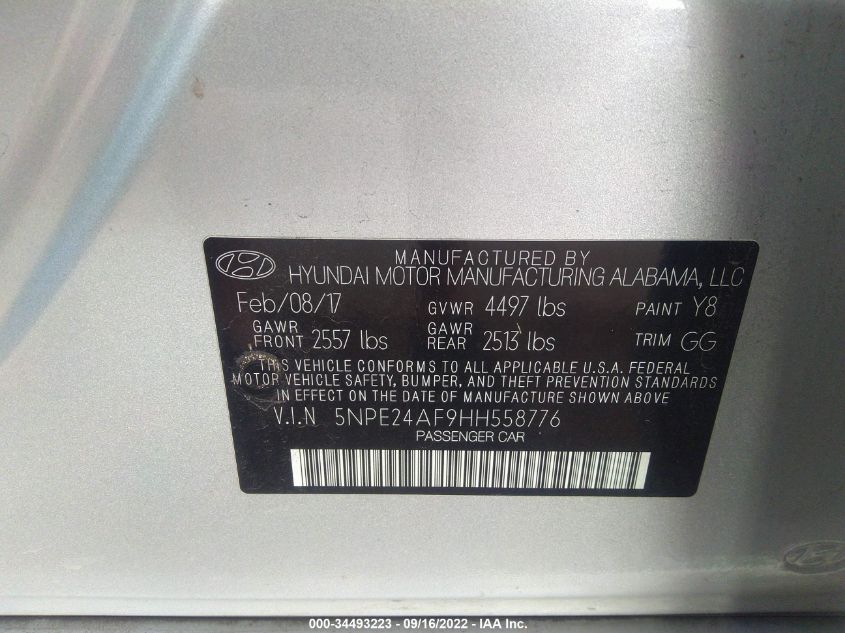 MANUFACTURED BY
HYUNDAI MOTOR MANUFACTURING ALABAMA, LLC
Feb/08/17 GVWR 4497 lbs PAINT Y8
GAWR FRONT 2557 lbs GAWR REAR 2513 lbs TRIM GG
THIS VEHICLE CONFORMS TO ALL APPLICABLE U.S.A. FEDERAL
MOTOR VEHICLE SAFETY, BUMPER, AND THEFT PREVENTION STANDARDS
IN EFFECT ON THE DATE OF MANUFACTURE SHOWN ABOVE
V.I.N 5NPE24AF9HH558776
PASSENGER CAR
000-34493223 - 09/16/2022 - IAA Inc.